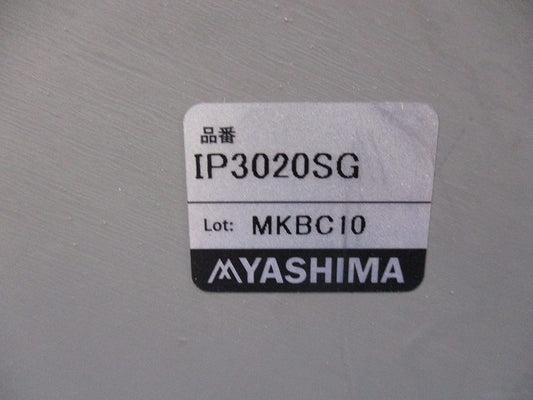 品番
IP3020SG
Lot: MKBC10
YASHIMA